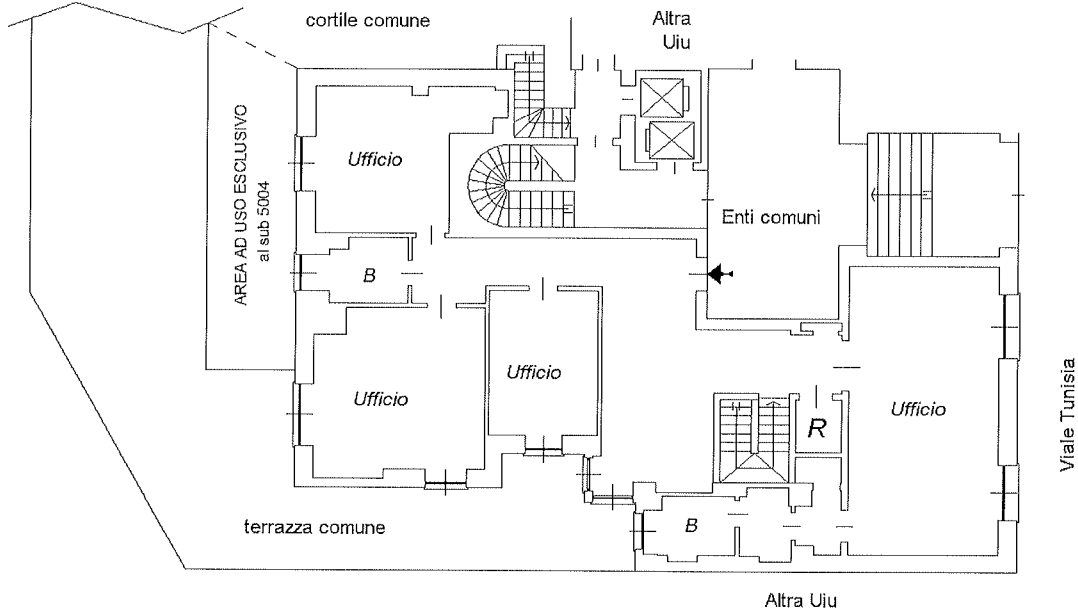 cortile comune
Altra
Uiu
AREA AD USO ESCLUSIVO
al sub 5004
Ufficio
Enti comuni
B
Ufficio
Ufficio
Ufficio
R
Viale Tunisia
terrazza comune
B
Altra Uiu